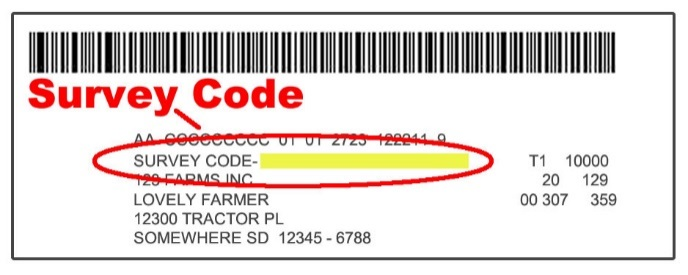 Survey Code
AA CCCCCCCCC 01 01 2723 122211 9
SURVEY CODE- T1 10000
123 FARMS INC 20 129
LOVELY FARMER 00 307 359
12300 TRACTOR PL
SOMEWHERE SD 12345 - 6788